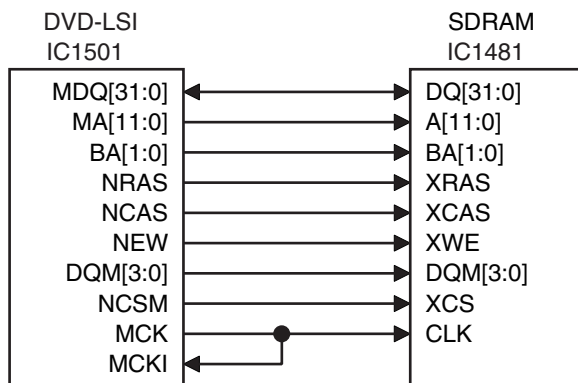 DVD-LSI SDRAM
IC1501 IC1481
MDQ[31:0] DQ[31:0]
MA[11:0] A[11:0]
BA[1:0] BA[1:0]
NRAS XRAS
NCAS XCAS
NEW XWE
DQM[3:0] DQM[3:0]
NCSM XCS
MCK CLK
MCKI